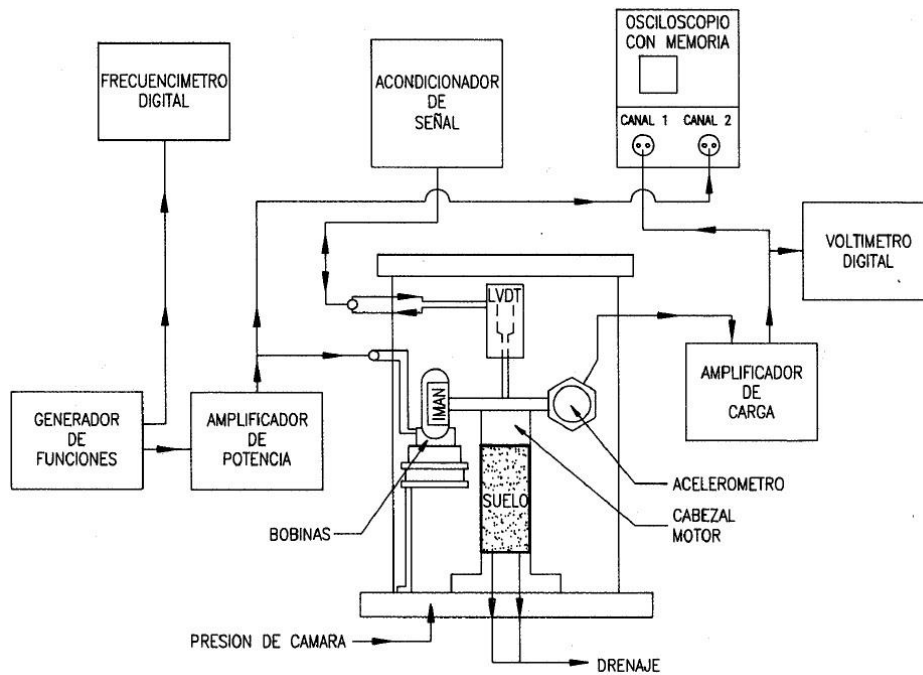 OSCILOSCOPIO
CON MEMORIA
CANAL 1 CANAL 2
FRECUENCIMETRO
DIGITAL
ACONDICIONADOR
DE
SEÑAL
VOLTIMETRO
DIGITAL
LVDT
GENERADOR
DE
FUNCIONES
AMPLIFICADOR
DE
POTENCIA
IMAN
AMPLIFICADOR
DE
CARGA
SUELO
ACELEROMETRO
BOBINAS
CABEZAL
MOTOR
PRESION DE CAMARA
DRENAJE